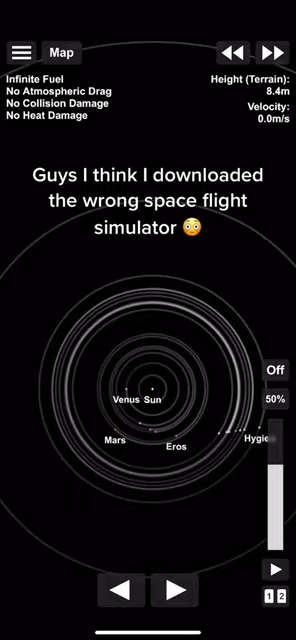 Map
Infinite Fuel
No Atmospheric Drag
No Collision Damage
No Heat Damage
Height (Terrain):
8.4m
Velocity:
0.0m/s
Guys I think I downloaded
the wrong space flight
simulator 😳
Off
50%
Venus Sun
Mars
Eros
Hygie
1 2